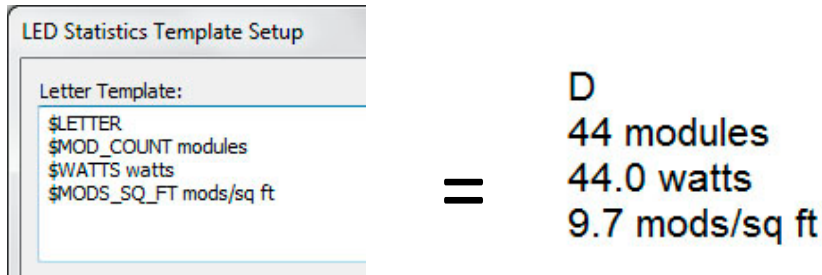 LED Statistics Template Setup
Letter Template:
$LETTER
$MOD_COUNT modules
$WATTS watts
$MODS_SQ_FT mods/sq ft
=
D
44 modules
44.0 watts
9.7 mods/sq ft